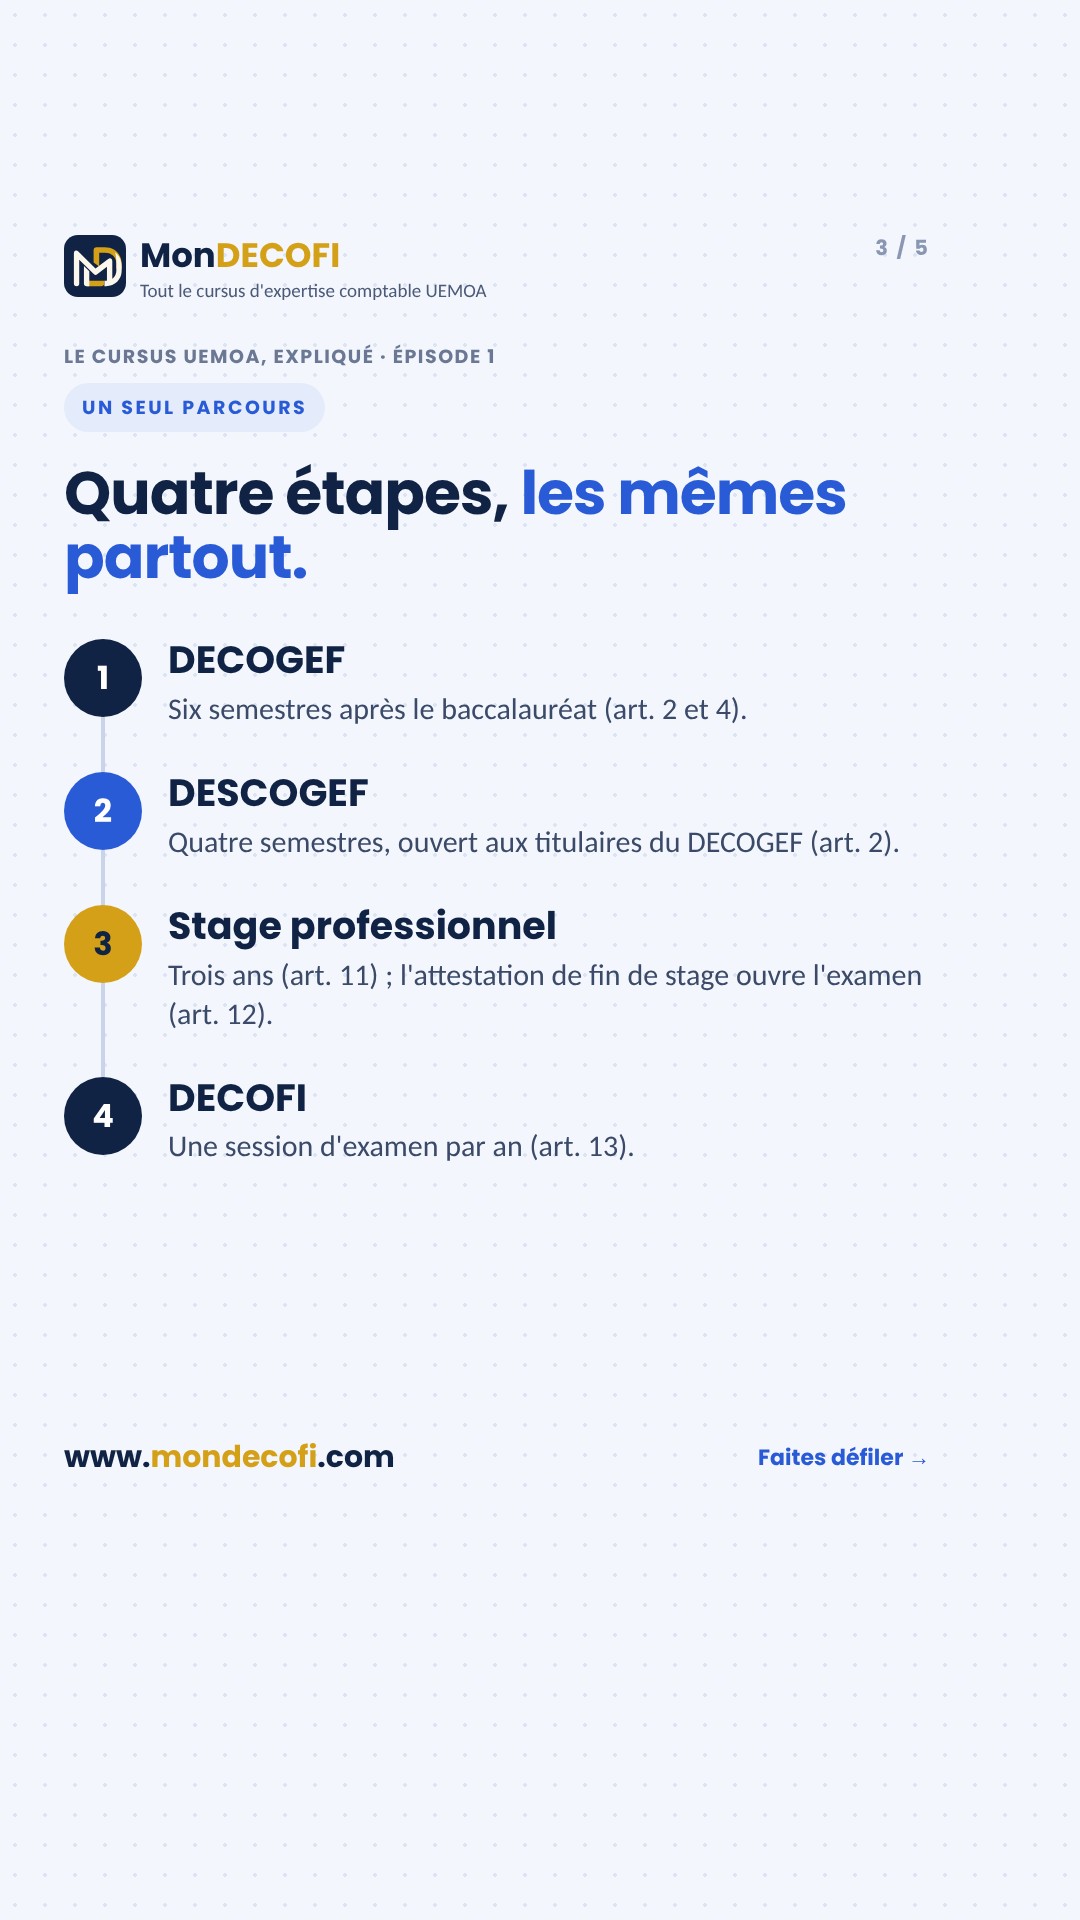 MonDECOFI
3 / 5
Tout le cursus d'expertise comptable UEMOA
LE CURSUS UEMOA, EXPLIQUÉ · ÉPISODE 1
UN SEUL PARCOURS
Quatre étapes, les mêmes
partout.
1
DECOGEF
Six semestres après le baccalauréat (art. 2 et 4).
2
DESCOGEF
Quatre semestres, ouvert aux titulaires du DECOGEF (art. 2).
3
Stage professionnel
Trois ans (art. 11) ; l'attestation de fin de stage ouvre l'examen
(art. 12).
4
DECOFI
Une session d'examen par an (art. 13).
www.mondecofi.com
Faites défiler →